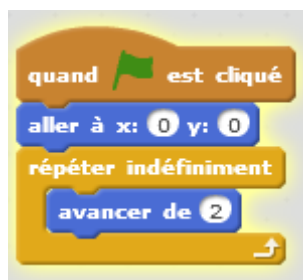 quand est cliqué
aller à x: 0 y: 0
répéter indéfiniment
avancer de 2